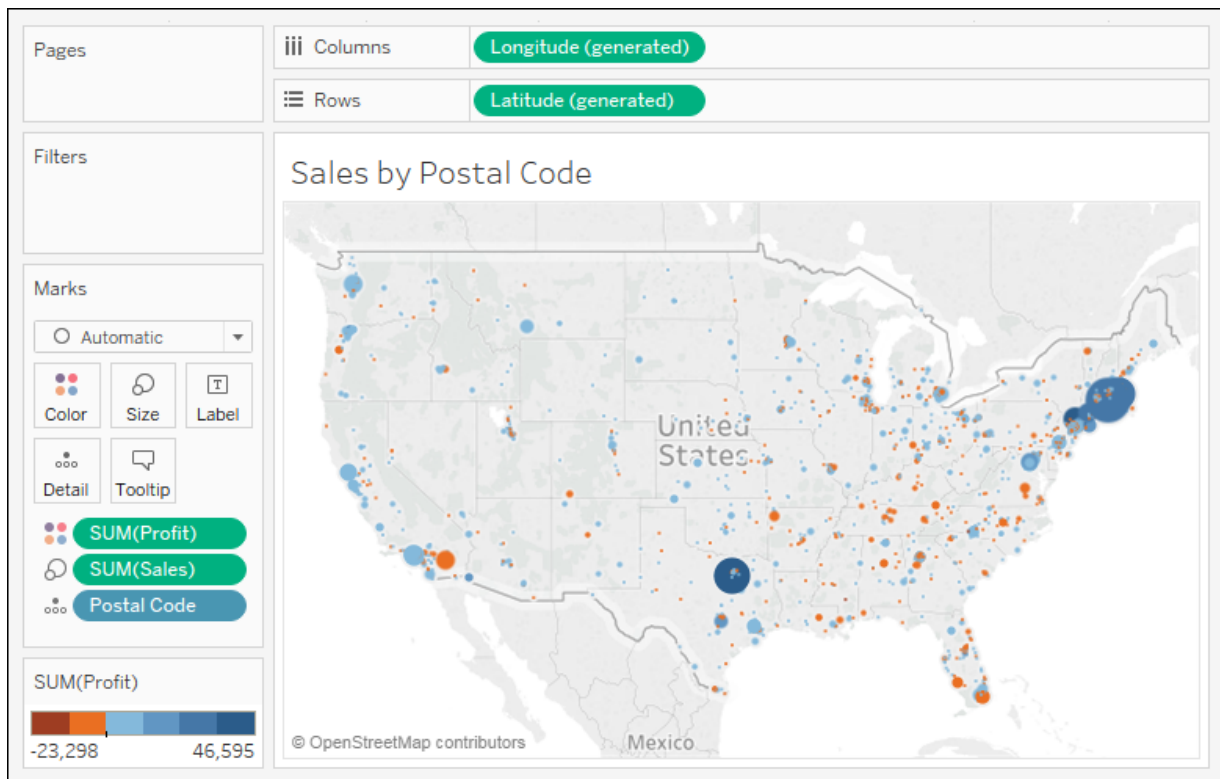 Pages
Columns
Longitude (generated)
Rows
Latitude (generated)
Filters
Sales by Postal Code
Marks
Automatic
T
Color
Size
Label
Detail
Tooltip
SUM(Profit)
SUM(Sales)
Postal Code
SUM(Profit)
-23,298
46,595
United
States
Mexico
© OpenStreetMap contributors